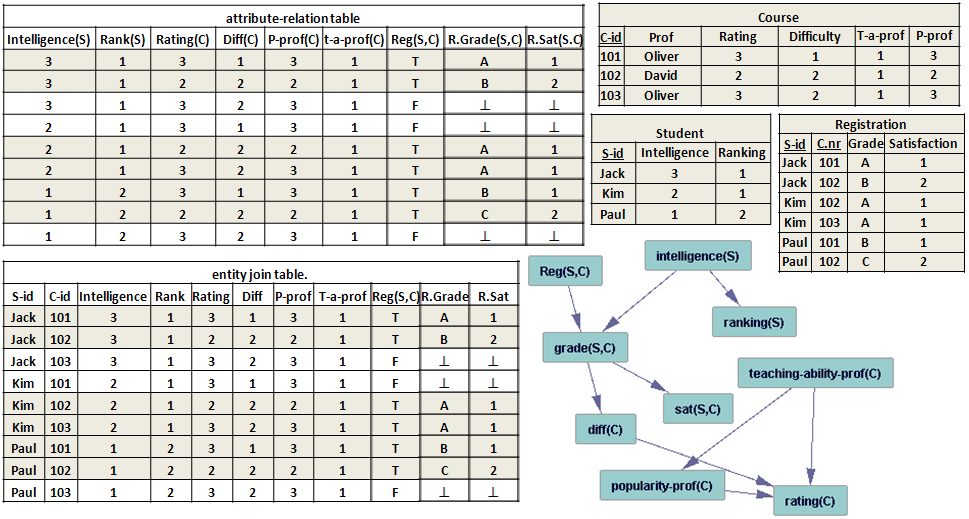 attribute-relation table
Intelligence(S) Rank(S) Rating(C) Diff(C) P-prof(C) t-a-prof(C) Reg(S,C) R.Grade(S,C) R.Sat(S.C)
3 1 3 1 3 1 T A 1
3 1 2 2 2 1 T B 2
3 1 3 2 3 1 F ⊥ ⊥
2 1 3 1 3 1 F ⊥ ⊥
2 1 2 2 2 1 T A 1
2 1 3 2 3 1 T A 1
1 2 3 1 3 1 T B 1
1 2 2 2 2 1 T C 2
1 2 3 2 3 1 F ⊥ ⊥
Course
C-id Prof Rating Difficulty T-a-prof P-prof
101 Oliver 3 1 1 3
102 David 2 2 1 2
103 Oliver 3 2 1 3
Student
S-id Intelligence Ranking
Jack 3 1
Kim 2 1
Paul 1 2
Registration
S-id C.nr Grade Satisfaction
Jack 101 A 1
Jack 102 B 2
Kim 102 A 1
Kim 103 A 1
Paul 101 B 1
Paul 102 C 2
entity join table.
S-id C-id Intelligence Rank Rating Diff P-prof T-a-prof Reg(S,C) R.Grade R.Sat
Jack 101 3 1 3 1 3 1 T A 1
Jack 102 3 1 2 2 2 1 T B 2
Jack 103 3 1 3 2 3 1 F ⊥ ⊥
Kim 101 2 1 3 1 3 1 F ⊥ ⊥
Kim 102 2 1 2 2 2 1 T A 1
Kim 103 2 1 3 2 3 1 T A 1
Paul 101 1 2 3 1 3 1 T B 1
Paul 102 1 2 2 2 2 1 T C 2
Paul 103 1 2 3 2 3 1 F ⊥ ⊥
intelligence(S)
Reg(S,C)
ranking(S)
grade(S,C)
teaching-ability-prof(C)
sat(S,C)
diff(C)
popularity-prof(C)
rating(C)